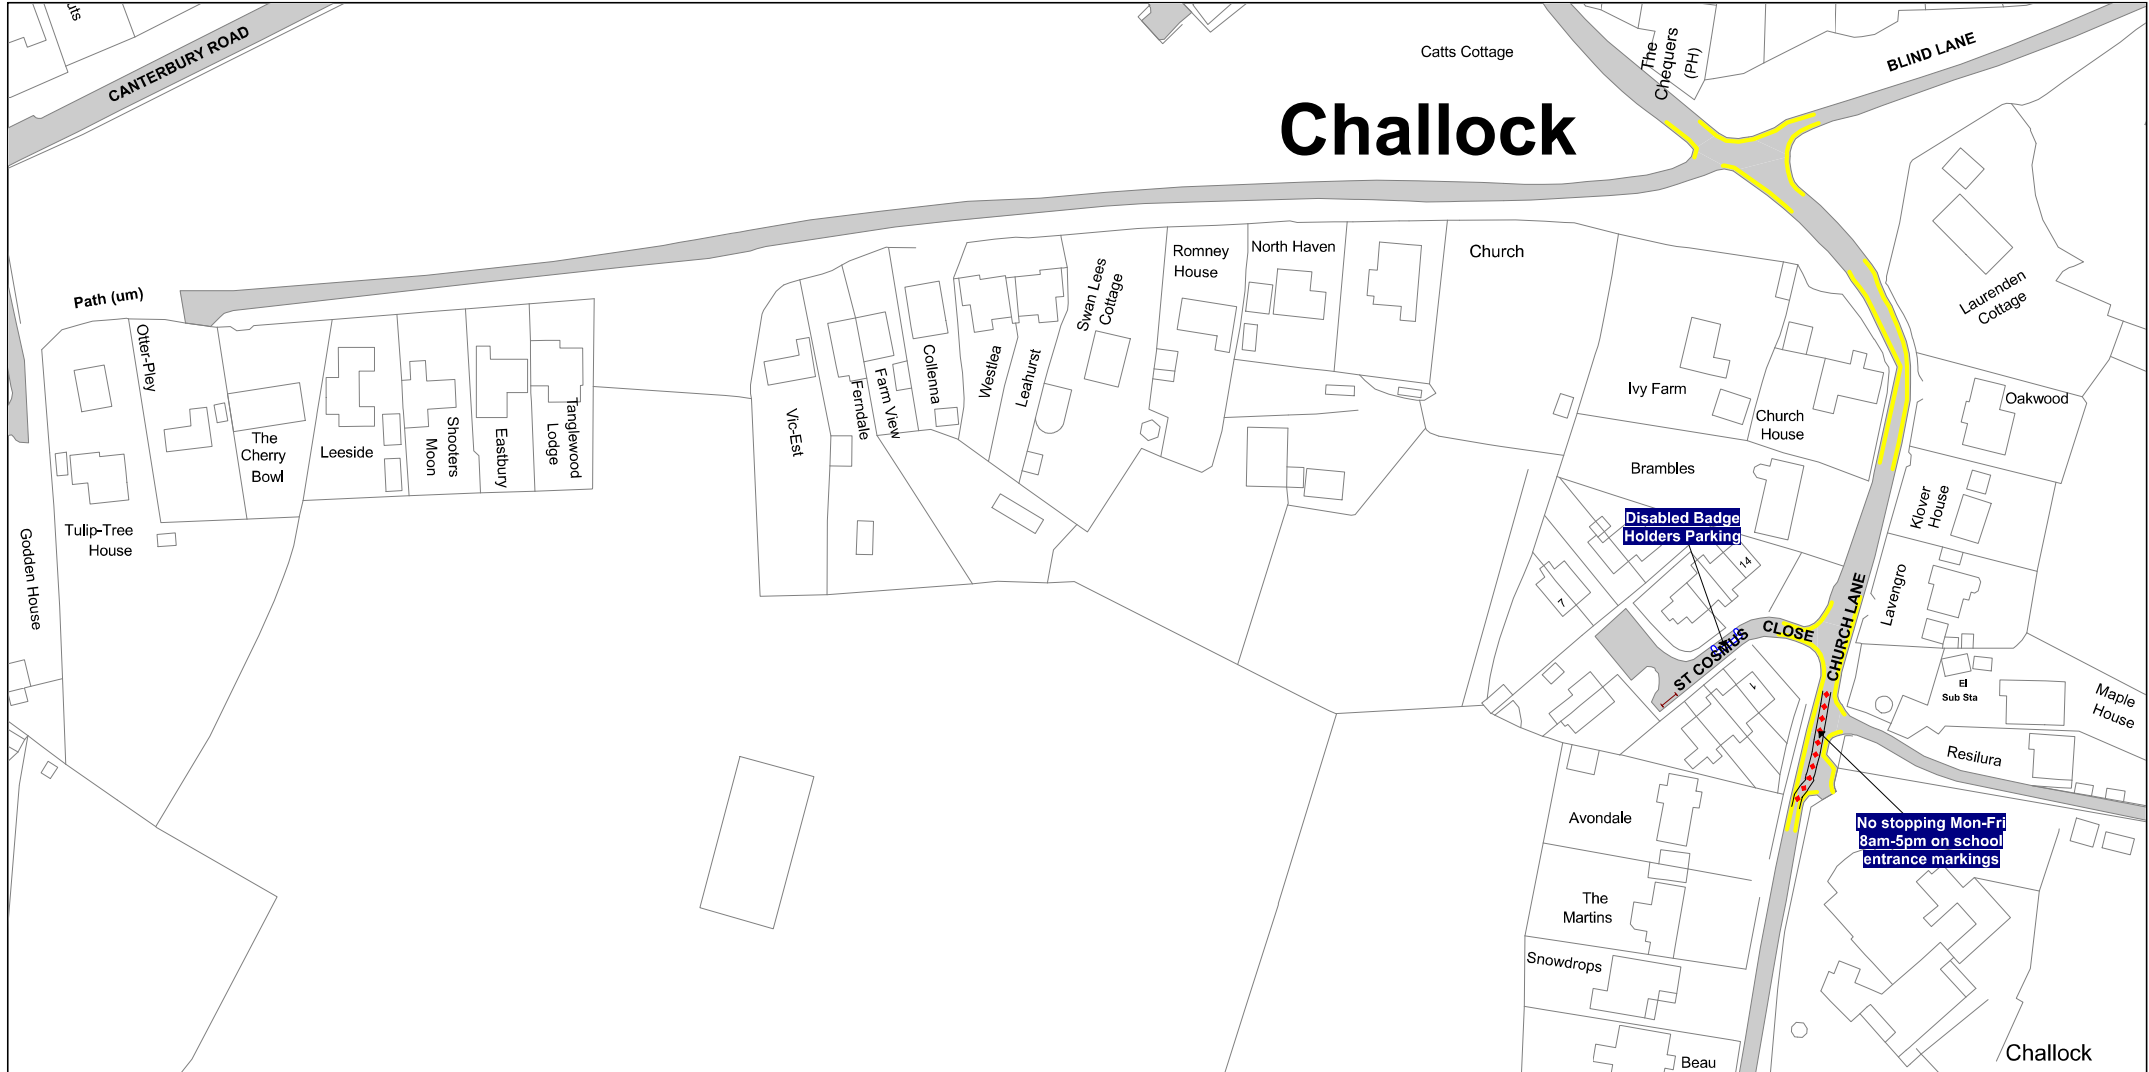 uts
CANTERBURY ROAD
Catts Cottage
The
Chequers
(PH)
BLIND LANE
Challock
Path (um)
Otter-Pley
The
Cherry
Bowl
Leeside
Shooters
Moon
Eastbury
Tanglewood
Lodge
Tulip-Tree
House
Godden House
Vic-Est
Ferndale
Farm View
Collenna
Westlea
Leahurst
Swan Lees
Cottage
Romney
House
North Haven
Church
Laurenden
Cottage
Ivy Farm
Church
House
Oakwood
Brambles
Klover
House
Disabled Badge
Holders Parking
14
7
1
ST COSMUS
CLOSE
CHURCH LANE
Lavengro
El
Sub Sta
Maple
House
Resilura
Avondale
No stopping Mon-Fri
8am-5pm on school
entrance markings
The
Martins
Snowdrops
Beau
Challock